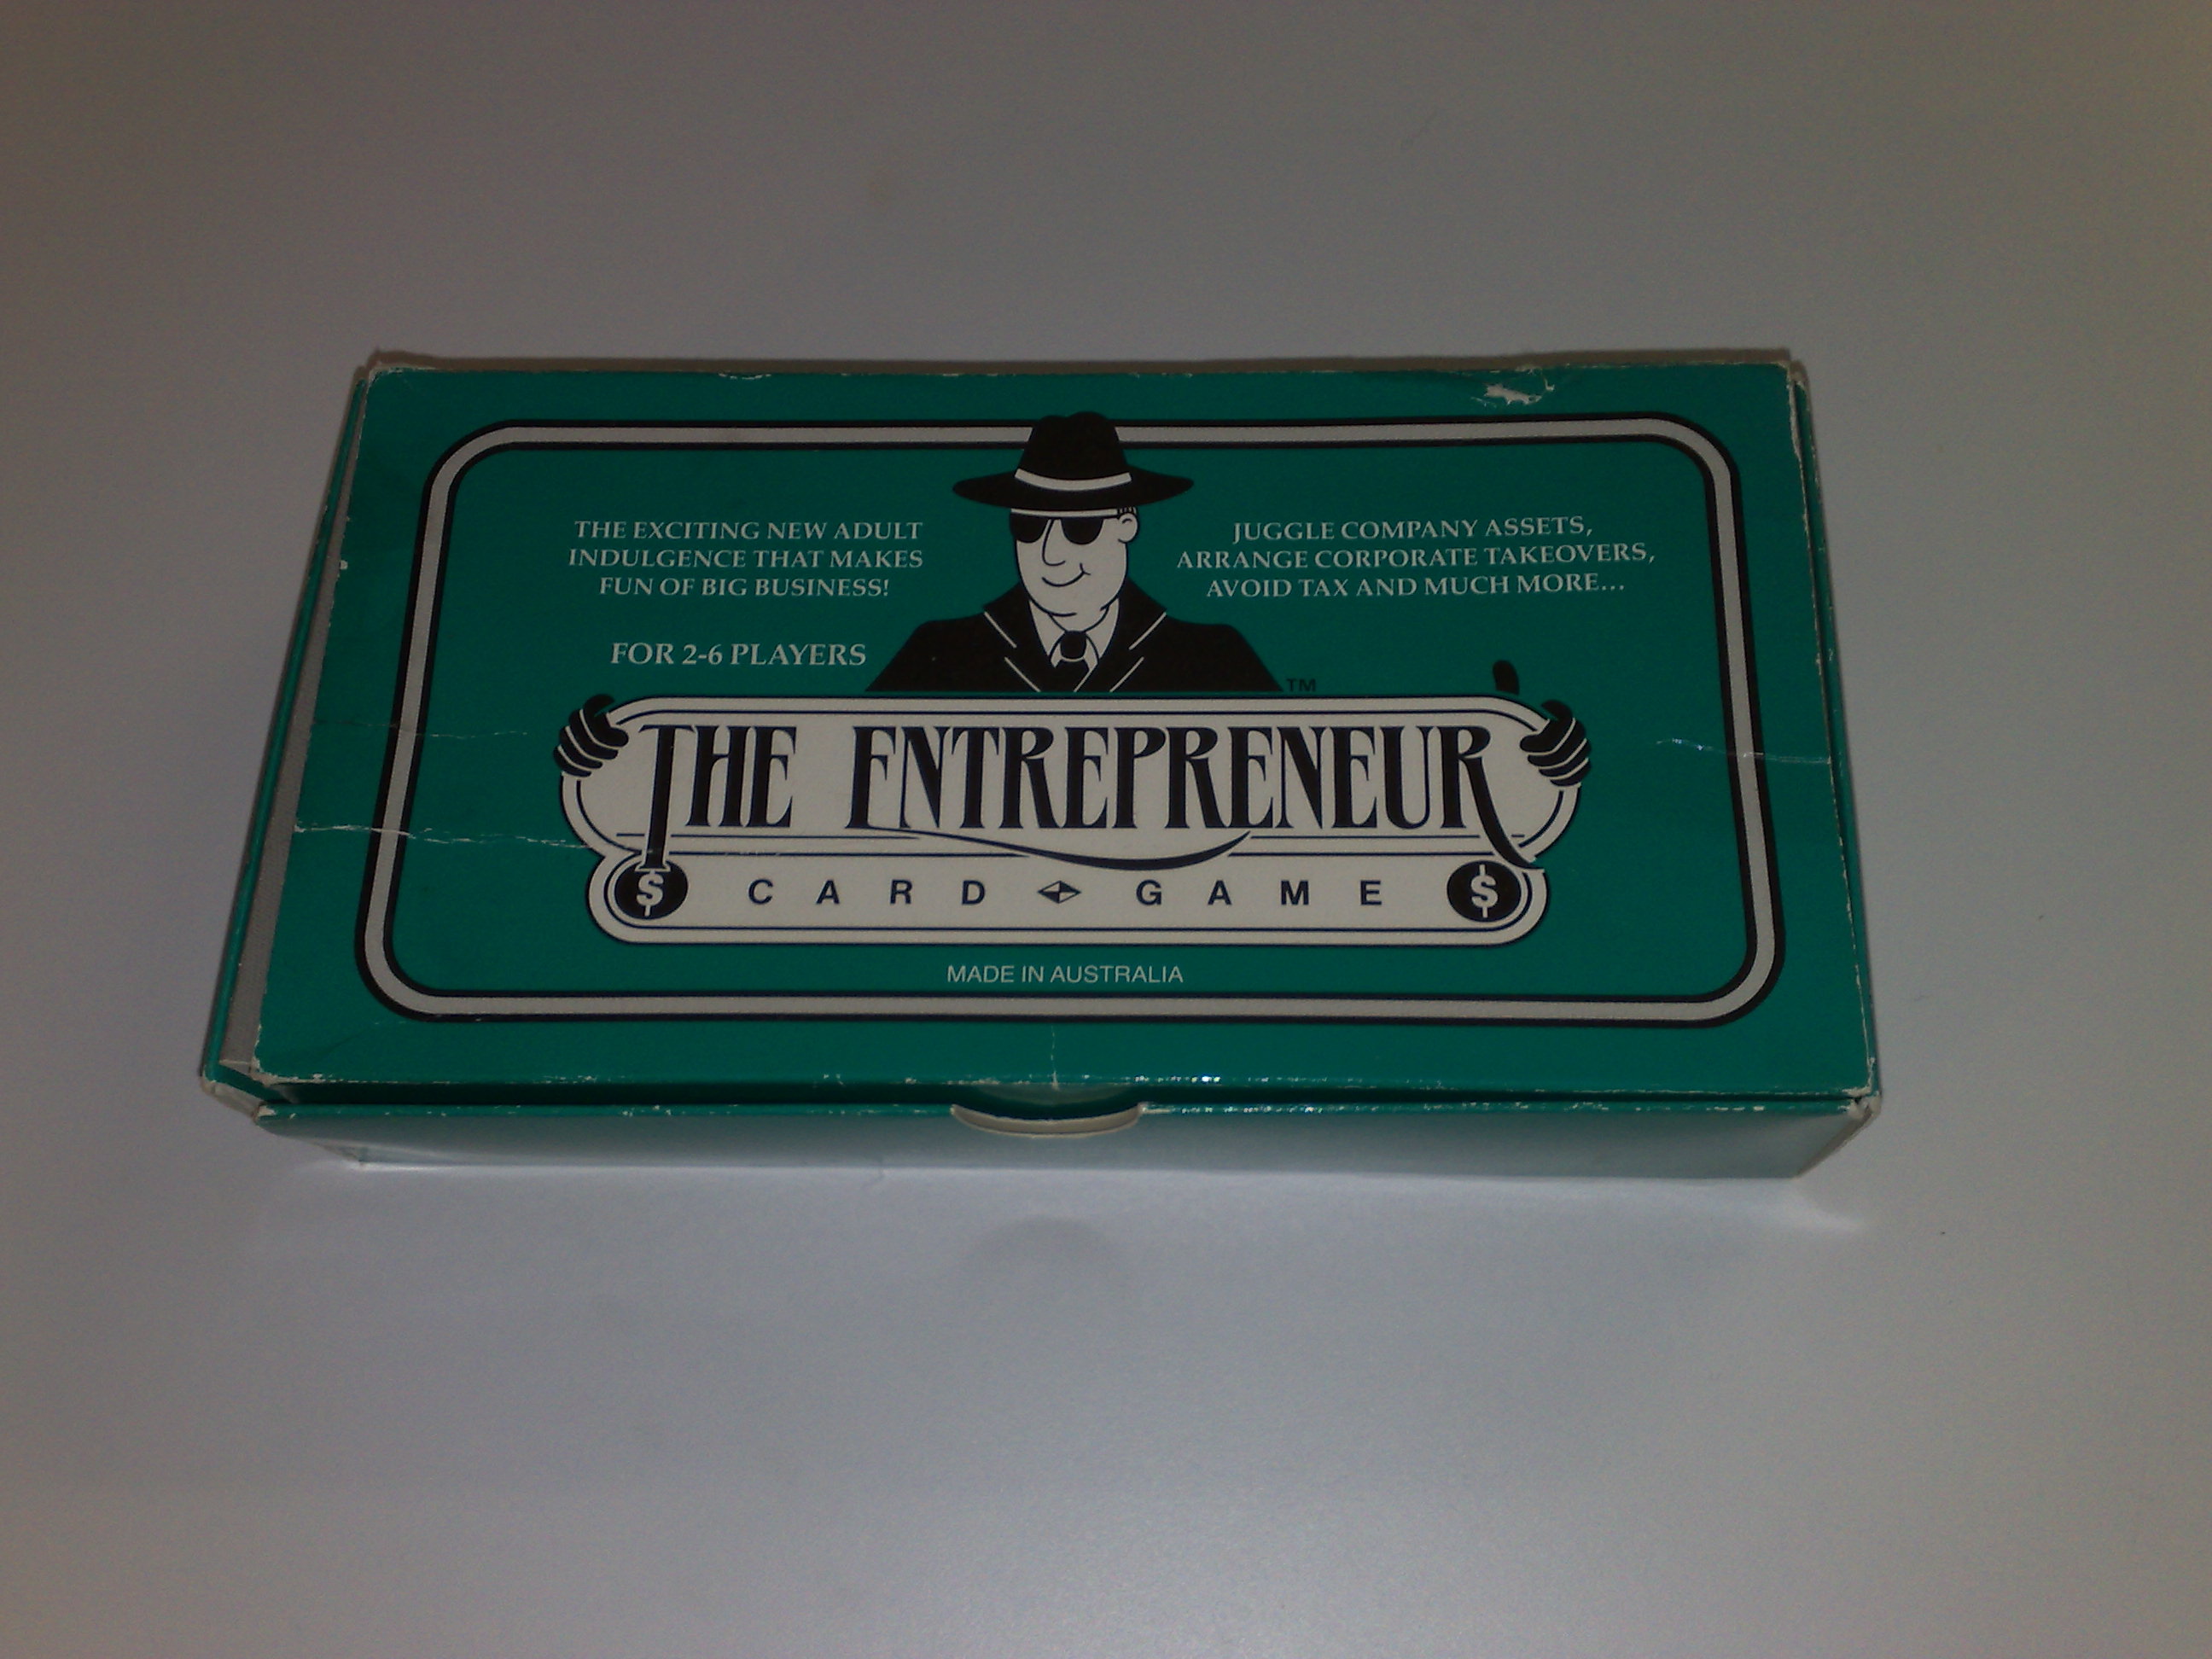 THE EXCITING NEW ADULT
INDULGENCE THAT MAKES
FUN OF BIG BUSINESS!
FOR 2-6 PLAYERS
JUGGLE COMPANY ASSETS,
ARRANGE CORPORATE TAKEOVERS,
AVOID TAX AND MUCH MORE...
TM
THE ENTREPRENEUR
$ CARD GAME $
MADE IN AUSTRALIA